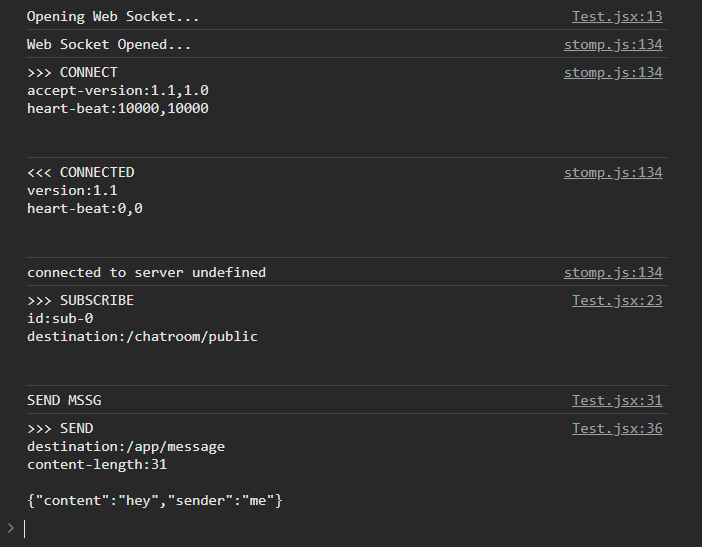 Opening Web Socket... Test.jsx:13
Web Socket Opened... stomp.js:134
>>> CONNECT stomp.js:134
accept-version:1.1,1.0
heart-beat:10000,10000
<<< CONNECTED stomp.js:134
version:1.1
heart-beat:0,0
connected to server undefined stomp.js:134
>>> SUBSCRIBE Test.jsx:23
id:sub-0
destination:/chatroom/public
SEND MSSG Test.jsx:31
>>> SEND Test.jsx:36
destination:/app/message
content-length:31
{"content":"hey","sender":"me"}
>